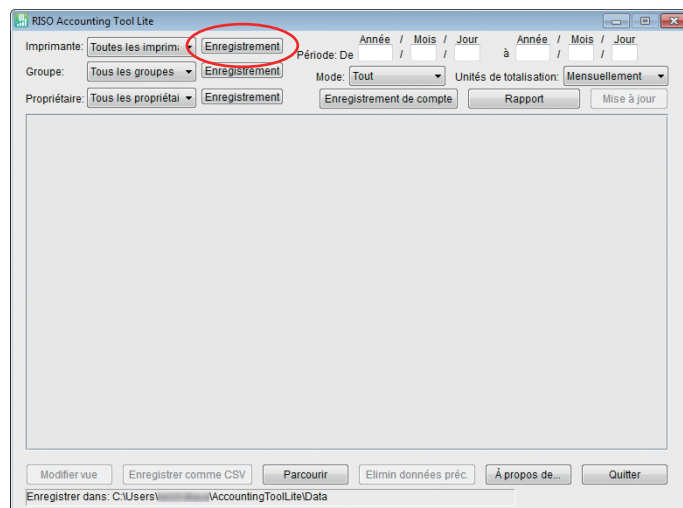 RISO Accounting Tool Lite
Année / Mois / Jour Année / Mois / Jour
Imprimante: Toutes les imprim Enregistrement Période: De / / à / /
Groupe: Tous les groupes Enregistrement Mode: Tout Unités de totalisation: Mensuellement
Propriétaire: Tous les propriétai Enregistrement Enregistrement de compte Rapport Mise à jour
Modifier vue Enregistrer comme CSV Parcourir Elimin données préc. À propos de... Quitter
Enregistrer dans: C:\Users\ \AccountingToolLite\Data